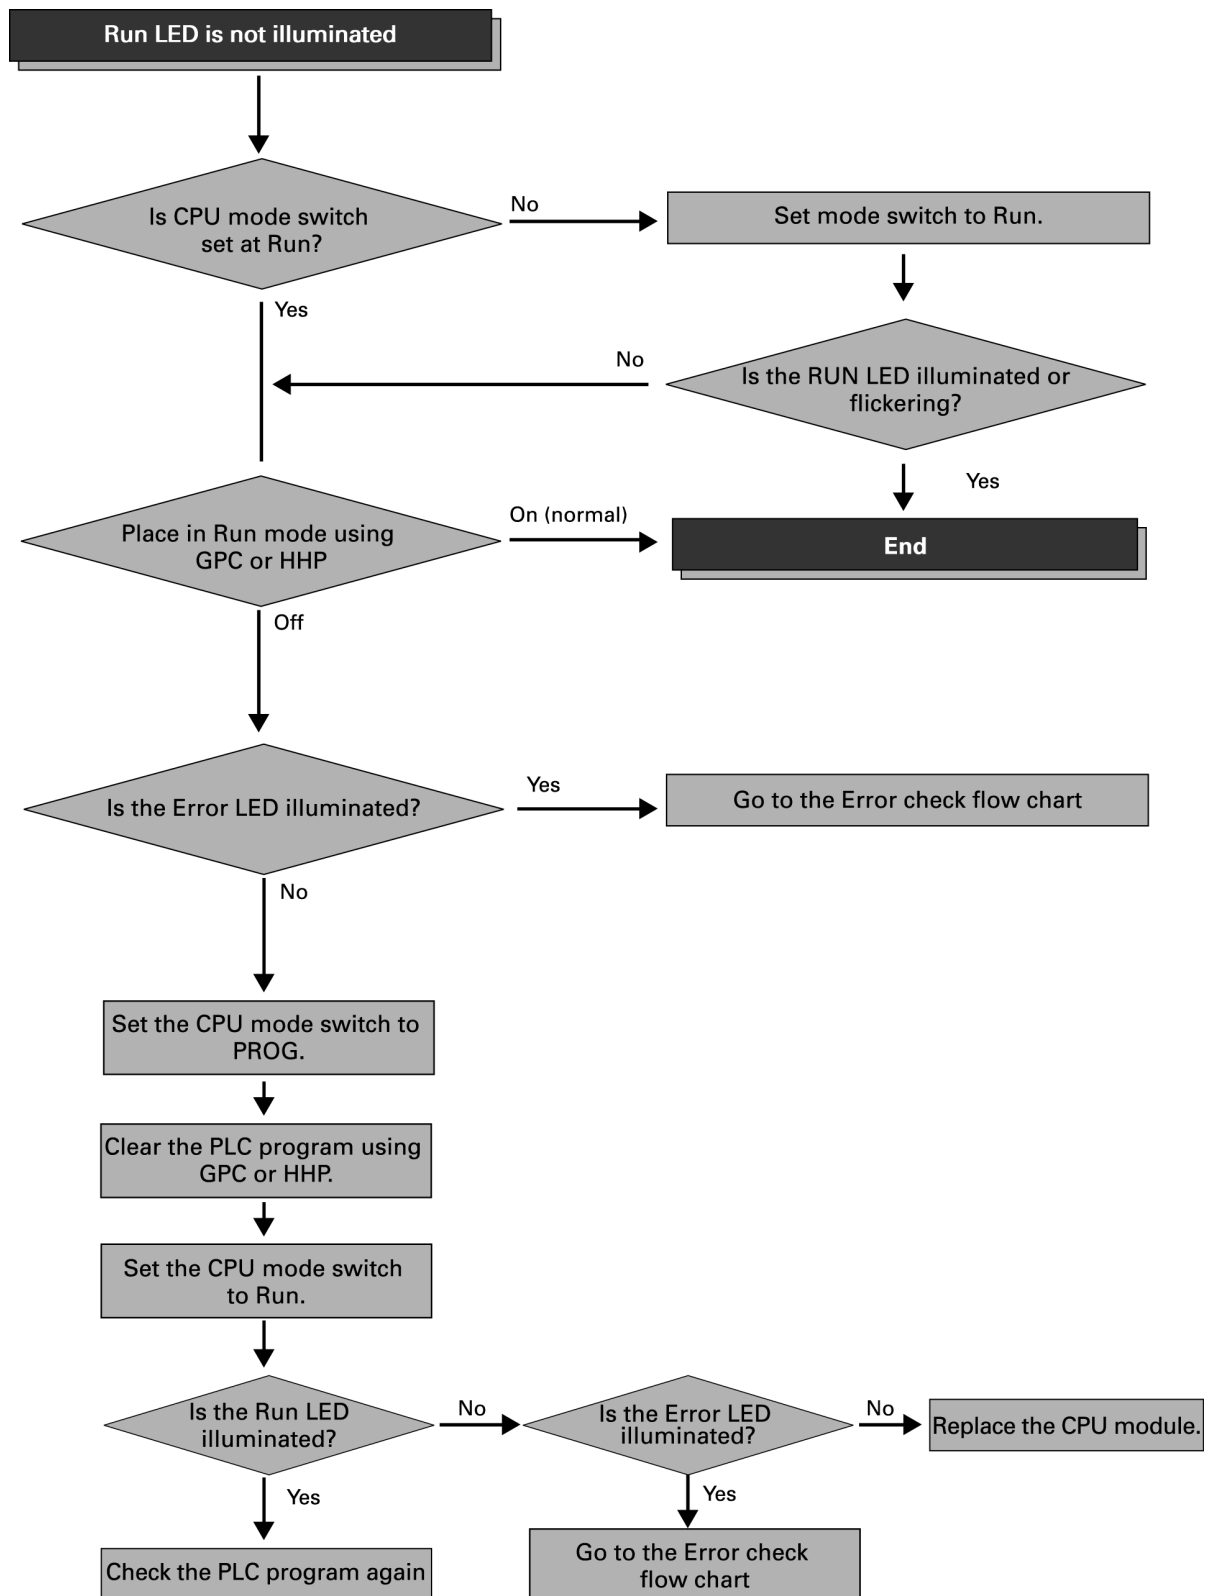 Run LED is not illuminated
Is CPU mode switch
set at Run?
No
Set mode switch to Run.
Yes
No
Is the RUN LED illuminated or
flickering?
Yes
Place in Run mode using
GPC or HHP
On (normal)
End
Off
Is the Error LED illuminated?
Yes
Go to the Error check flow chart
No
Set the CPU mode switch to
PROG.
Clear the PLC program using
GPC or HHP.
Set the CPU mode switch
to Run.
Is the Run LED
illuminated?
No
Is the Error LED
illuminated?
No
Replace the CPU module.
Yes
Yes
Check the PLC program again
Go to the Error check
flow chart